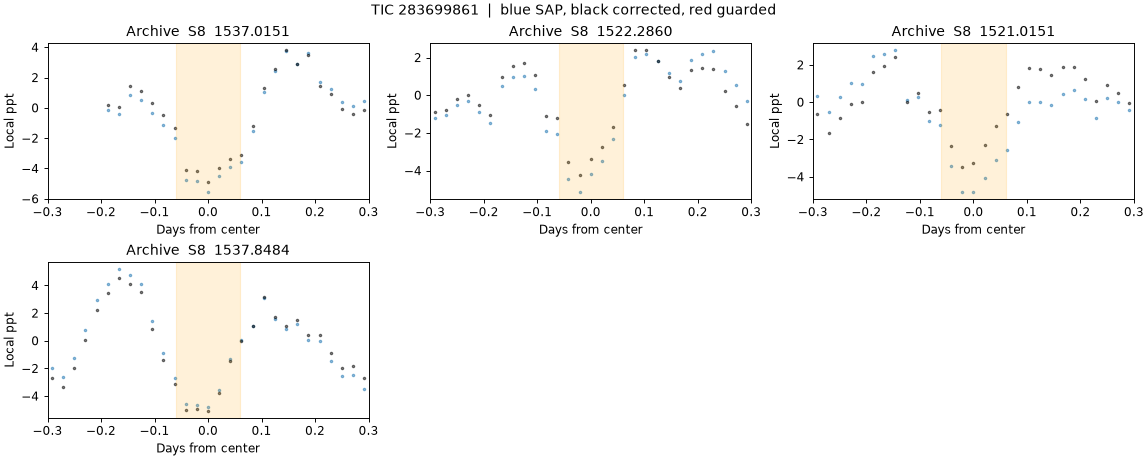 TIC 283699861 | blue SAP, black corrected, red guarded
Archive S8 1537.0151
Archive S8 1522.2860
Archive S8 1521.0151
4
2
0
−2
−4
−6
Local ppt
−0.3 −0.2 −0.1 0.0 0.1 0.2 0.3
Days from center
2
0
−2
−4
Local ppt
−0.3 −0.2 −0.1 0.0 0.1 0.2 0.3
Days from center
2
0
−2
−4
Local ppt
−0.3 −0.2 −0.1 0.0 0.1 0.2 0.3
Days from center
Archive S8 1537.8484
4
2
0
−2
−4
Local ppt
−0.3 −0.2 −0.1 0.0 0.1 0.2 0.3
Days from center